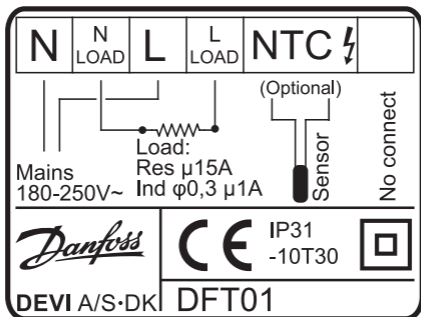 N N LOAD L L LOAD NTC
(Optional)
Sensor
No connect
Load:
Res µ15A
Ind φ0,3 µ1A
Mains
180-250V~
Danfoss
DEVI A/S·DK
CE
IP31
-10T30
DFT01